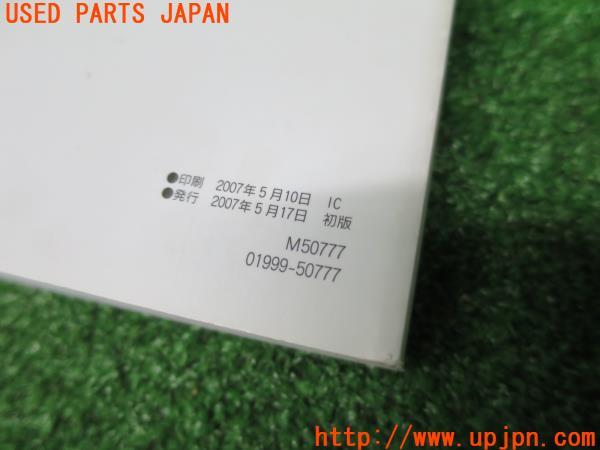 USED PARTS JAPAN
●印刷 2007年5月10日 IC
●発行 2007年5月17日 初版
M50777
01999-50777
http://www.upjpn.com